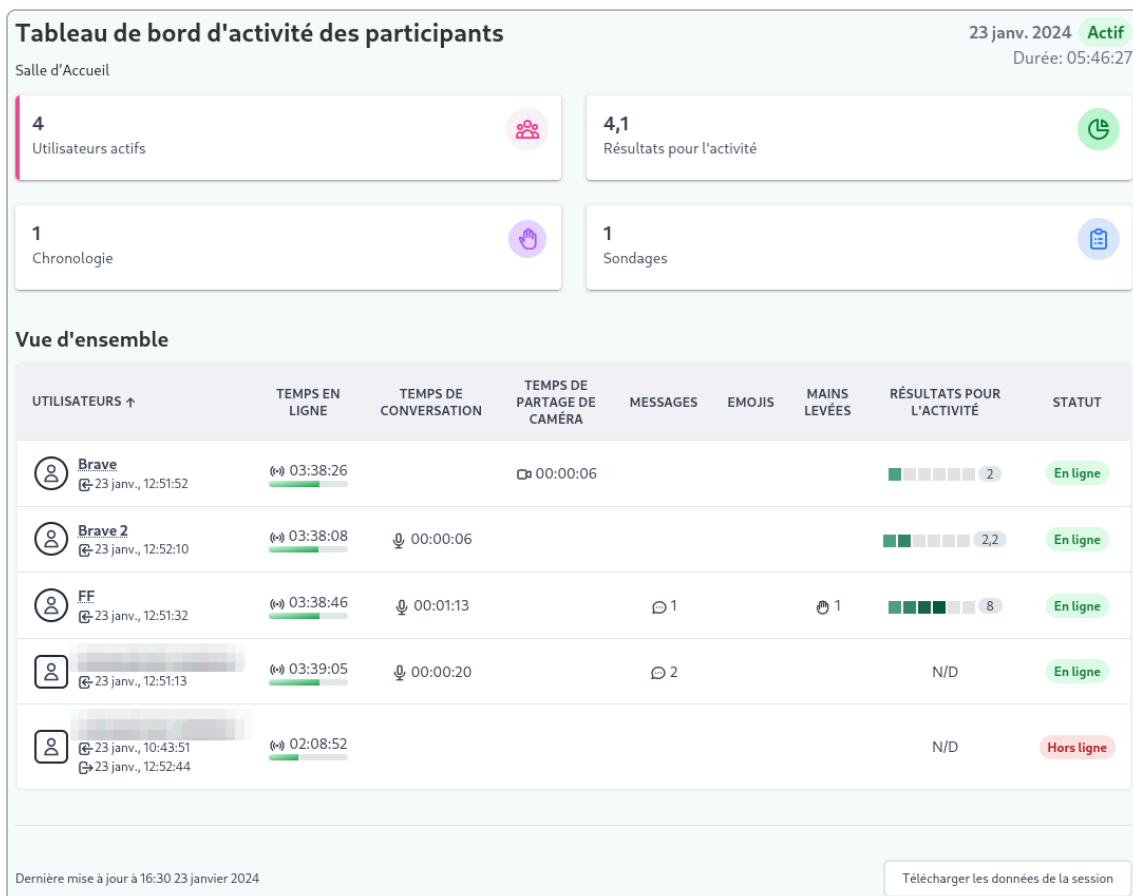 Tableau de bord d'activité des participants
23 janv. 2024 Actif
Salle d'Accueil
Durée: 05:46:27
4
Utilisateurs actifs
4,1
Résultats pour l'activité
1
Chronologie
1
Sondages
Vue d'ensemble
UTILISATEURS ↑
TEMPS EN
LIGNE
TEMPS DE
CONVERSATION
TEMPS DE
PARTAGE DE
CAMÉRA
MESSAGES
EMOJIS
MAINS
LEVÉES
RÉSULTATS POUR
L'ACTIVITÉ
STATUT
Brave
23 janv., 12:51:52
03:38:26
00:00:06
2
En ligne
Brave 2
23 janv., 12:52:10
03:38:08
00:00:06
2,2
En ligne
FF
23 janv., 12:51:32
03:38:46
00:01:13
1
1
8
En ligne
23 janv., 12:51:13
03:39:05
00:00:20
2
N/D
En ligne
23 janv., 10:43:51
23 janv., 12:52:44
02:08:52
N/D
Hors ligne
Dernière mise à jour à 16:30 23 janvier 2024
Télécharger les données de la session